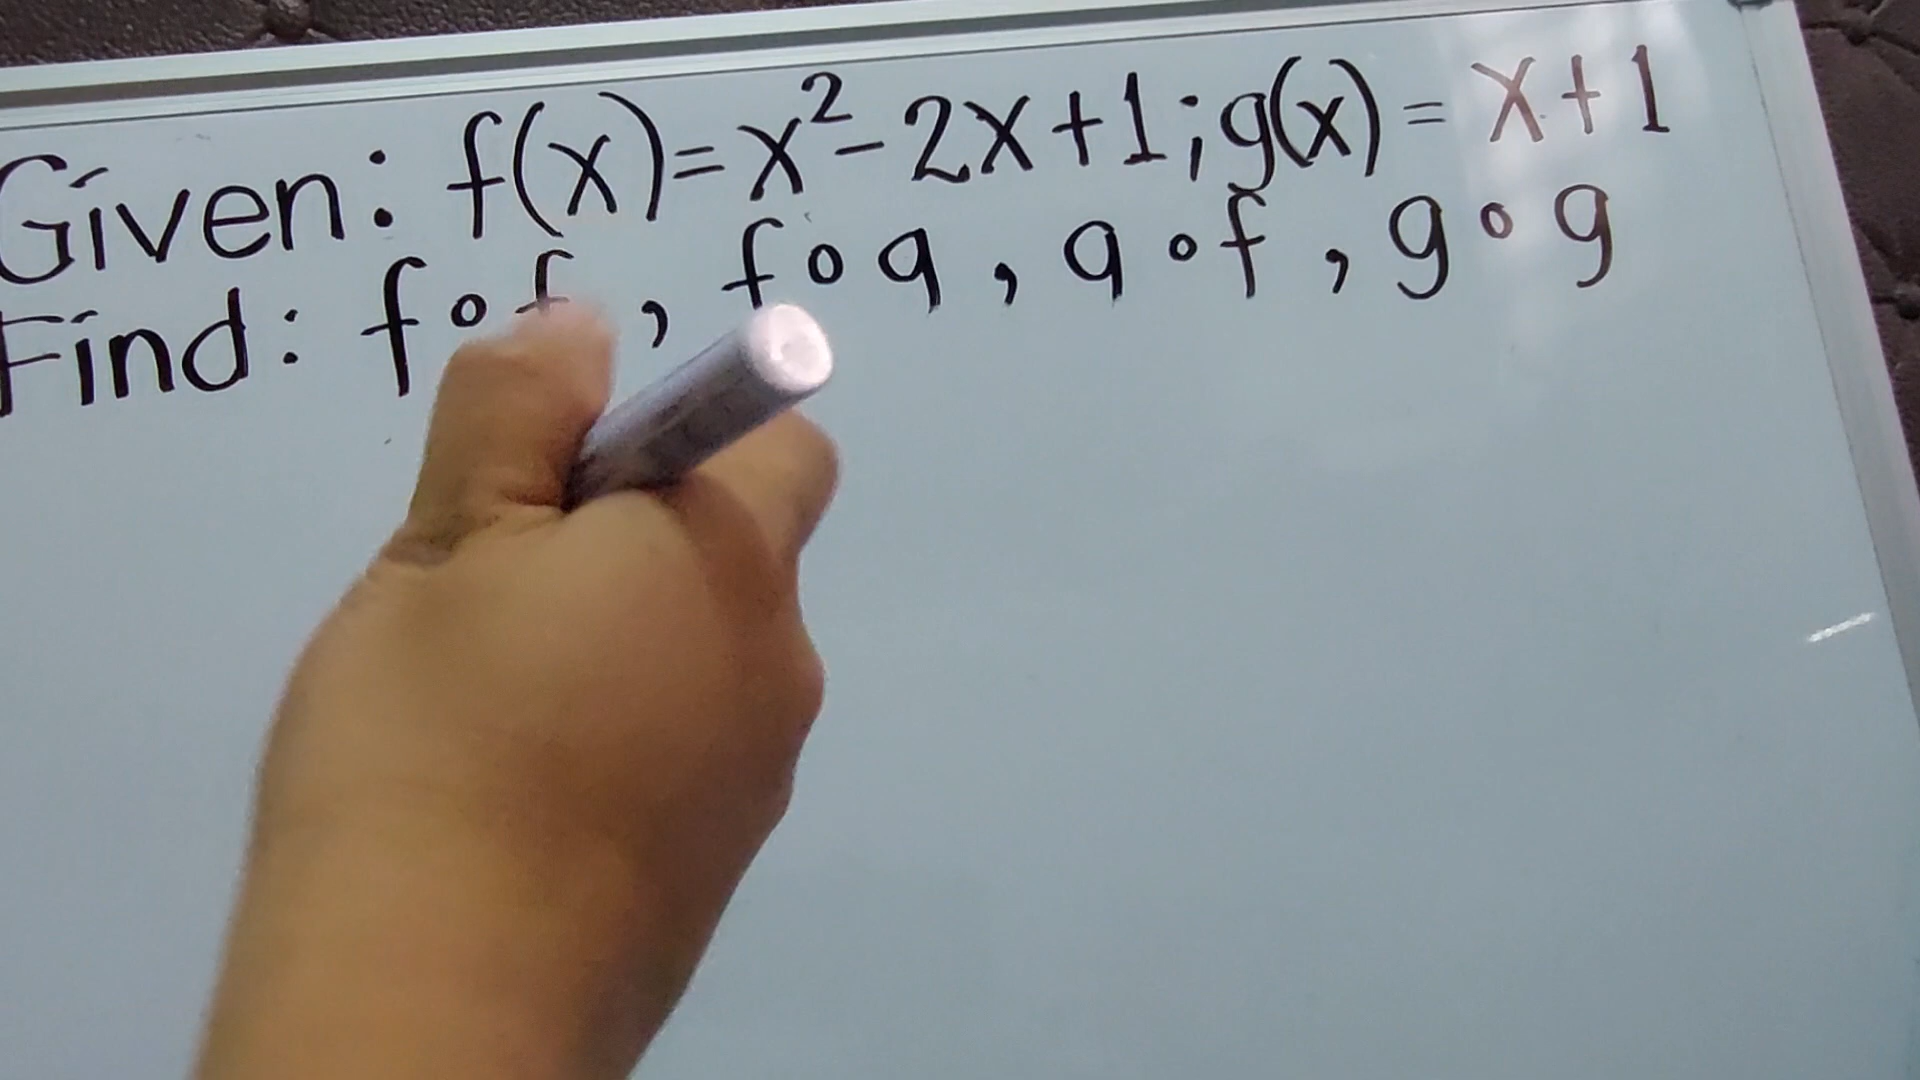 Given: f(x)=x²-2x+1; g(x) = x+1
Find: f∘f, f∘g, g∘f, g∘g